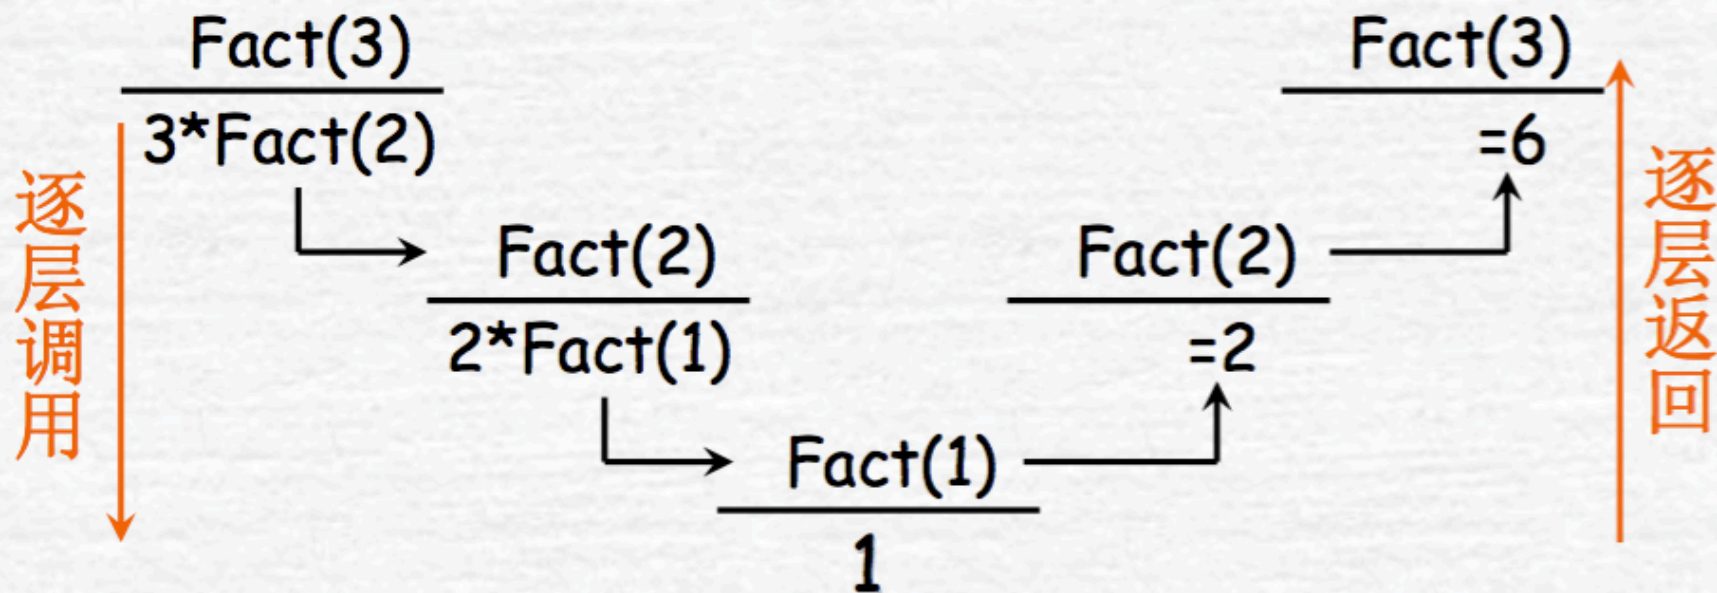 Fact(3)
3*Fact(2)
逐层调用
Fact(2)
2*Fact(1)
Fact(1)
1
Fact(2)
=2
Fact(3)
=6
逐层返回